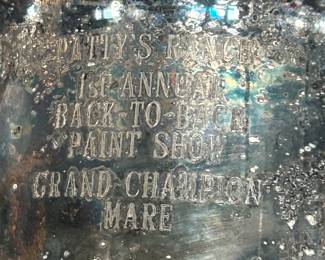 PATTY'S RANCH
1st ANNUAL
BACK-TO-BACK
PAINT SHOW
GRAND CHAMPION
MARE